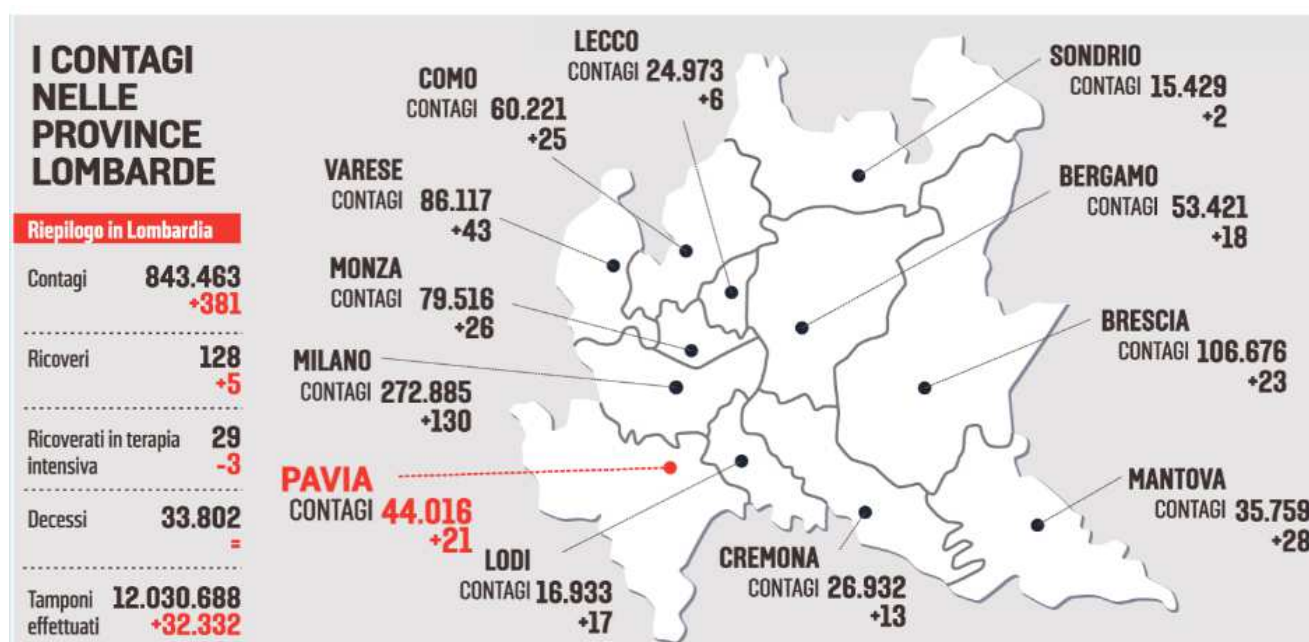 I CONTAGI
NELLE
PROVINCE
LOMBARDE
Riepilogo in Lombardia
Contagi 843.463
+381
Ricoveri 128
+5
Ricoverati in terapia intensiva 29
-3
Decessi 33.802
=
Tamponi effettuati 12.030.688
+32.332
LECCO
CONTAGI 24.973
+6
SONDRIO
CONTAGI 15.429
+2
COMO
CONTAGI 60.221
+25
VARESE
CONTAGI 86.117
+43
BERGAMO
CONTAGI 53.421
+18
MONZA
CONTAGI 79.516
+26
BRESCIA
CONTAGI 106.676
+23
MILANO
CONTAGI 272.885
+130
PAVIA
CONTAGI 44.016
+21
MANTOVA
CONTAGI 35.759
+28
LODI
CONTAGI 16.933
+17
CREMONA
CONTAGI 26.932
+13